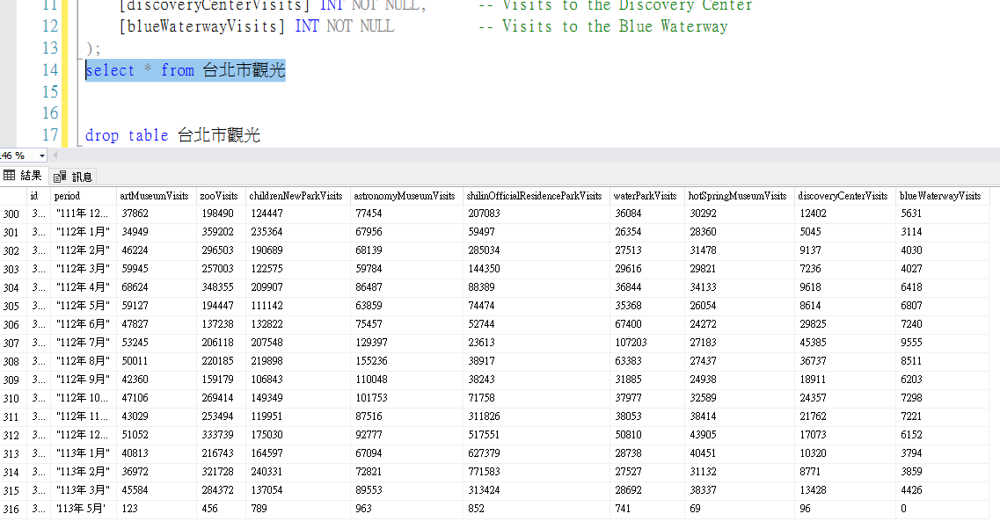 11 [discoveryCenterVisits] INT NOT NULL, -- Visits to the Discovery Center
12 [blueWaterwayVisits] INT NOT NULL -- Visits to the Blue Waterway
13 );
14 select * from 台北市觀光
15
16
17 drop table 台北市觀光
146 %
結果 訊息
id period artMuseumVisits zooVisits childrenNewParkVisits astronomyMuseumVisits shilinOfficialResidenceParkVisits waterParkVisits hotSpringMuseumVisits discoveryCenterVisits blueWaterwayVisits
300 3... "111年 12... 37862 198490 124447 77454 207083 36084 30292 12402 5631
301 3... "112年 1月" 34949 359202 235364 67956 59497 26354 28360 5045 3114
302 3... "112年 2月" 46224 296503 190689 68139 285034 27513 31478 9137 4030
303 3... "112年 3月" 59945 257003 122575 59784 144350 29616 29821 7236 4027
304 3... "112年 4月" 68624 348355 209907 86487 88389 36844 34133 9618 6418
305 3... "112年 5月" 59127 194447 111142 63859 74474 35368 26054 8614 6807
306 3... "112年 6月" 47827 137238 132822 75457 52744 67400 24272 29825 7240
307 3... "112年 7月" 53245 206118 207548 129397 23613 107203 27183 45385 9555
308 3... "112年 8月" 50011 220185 219898 155236 38917 63383 27437 36737 8511
309 3... "112年 9月" 42360 159179 106843 110048 38243 31885 24938 18911 6203
310 3... "112年 10... 47106 269414 149349 101753 71758 37977 32589 24357 7298
311 3... "112年 11... 43029 253494 119951 87516 311826 38053 38414 21762 7221
312 3... "112年 12... 51052 333739 175030 92777 517551 50810 43905 17073 6152
313 3... "113年 1月" 40813 216743 164597 67094 627379 28738 40451 10320 3794
314 3... "113年 2月" 36972 321728 240331 72821 771583 27527 31132 8771 3859
315 3... "113年 3月" 45584 284372 137054 89553 313424 28692 38337 13428 4426
316 3... '113年 5月' 123 456 789 963 852 741 69 96 0